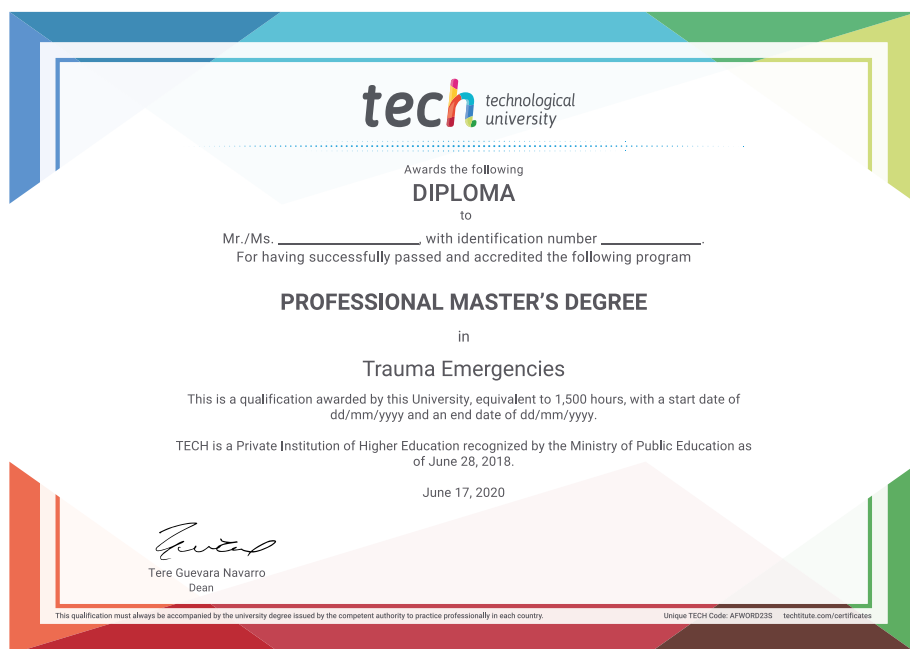 tech technological
university
Awards the following
DIPLOMA
to
Mr./Ms. ____________, with identification number ____________.
For having successfully passed and accredited the following program
PROFESSIONAL MASTER'S DEGREE
in
Trauma Emergencies
This is a qualification awarded by this University, equivalent to 1,500 hours, with a start date of
dd/mm/yyyy and an end date of dd/mm/yyyy.
TECH is a Private Institution of Higher Education recognized by the Ministry of Public Education as
of June 28, 2018.
June 17, 2020
Tere Guevara Navarro
Dean
This qualification must always be accompanied by the university degree issued by the competent authority to practice professionally in each country. Unique TECH Code: AFWORD23S techtitute.com/certificates